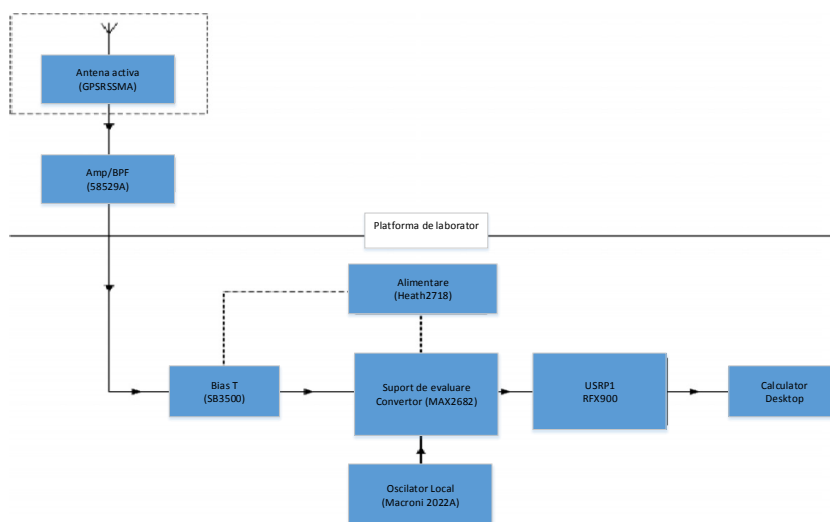 Antena activa
(GPSRSSMA)
Amp/BPF
(58529A)
Platforma de laborator
Alimentare
(Heath2718)
Bias T
(SB3500)
Suport de evaluare
Convertor (MAX2682)
USRP1
RFX900
Calculator
Desktop
Oscilator Local
(Macroni 2022A)